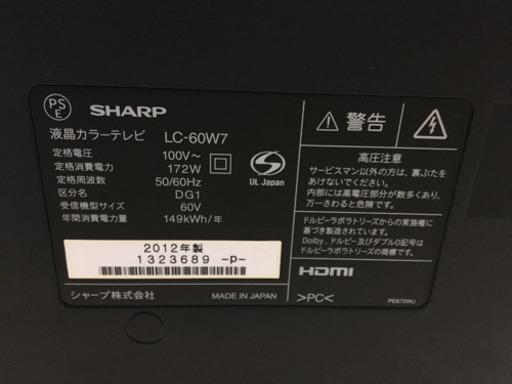 PS
E
SHARP
液晶カラーテレビ LC-60W7
定格電圧 100V～
定格消費電力 172W
定格周波数 50/60Hz
区分名 DG1
受信機型サイズ 60V
年間消費電力量 149kWh/年
UL Japan
2012年製
1323689 -P-
シャープ株式会社 MADE IN JAPAN
警告
高圧注意
サービスマン以外の方は、裏ぶたを
あけないでください。
内部には高電圧部分が数多くあり、
万一さわると危険です。
ドルビーラボラトリーズからの実施権に
基づき製造されています。
Dolby、ドルビー及びダブルD記号は
ドルビーラボラトリーズの商標です。
HDMI
>PC<